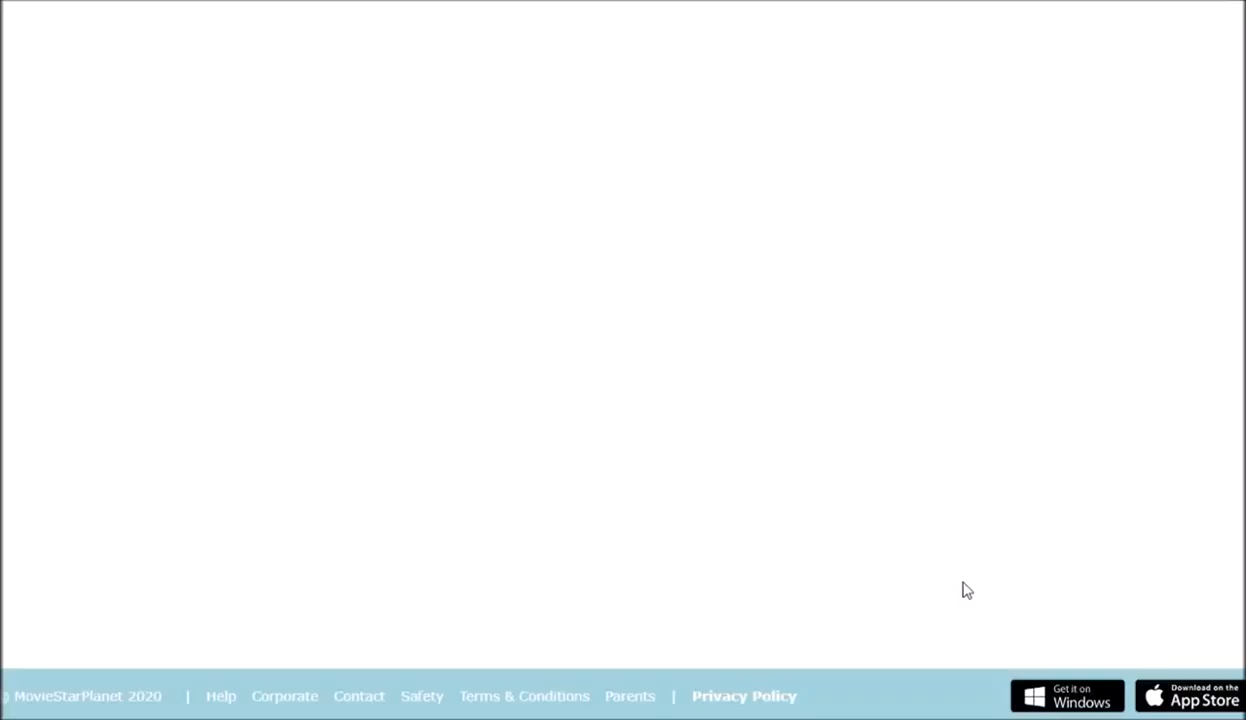 © MovieStarPlanet 2020 | Help Corporate Contact Safety Terms & Conditions Parents | Privacy Policy
Get it on
Windows
Download on the
App Store